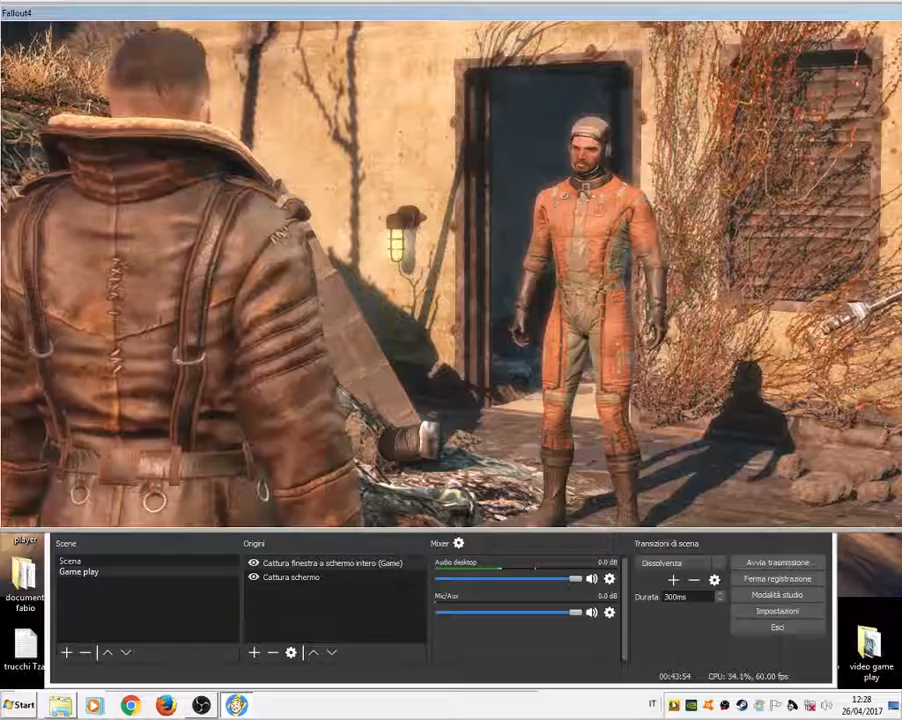 Fallout4
player
document
fabio
trucchi Tza
video game
play
Scene
Scena
Game play
Origini
Cattura finestra a schermo intero (Game)
Cattura schermo
Mixer
Audio desktop
0.0 dB
Mic/Aux
0.0 dB
Transizioni di scena
Dissolvenza
Durata
300ms
Avvia trasmissione
Ferma registrazione
Modalità studio
Impostazioni
Esci
00:43:54
CPU: 34.1%, 60.00 fps
Start
IT
12:28
26/04/2017